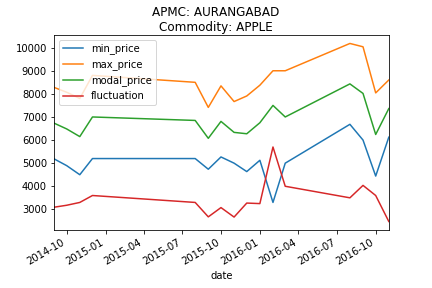 APMC: AURANGABAD
Commodity: APPLE
10000
9000
8000
7000
6000
5000
4000
3000
min_price
max_price
modal_price
fluctuation
2014-10
2015-01
2015-04
2015-07
2015-10
2016-01
2016-04
2016-07
2016-10
date